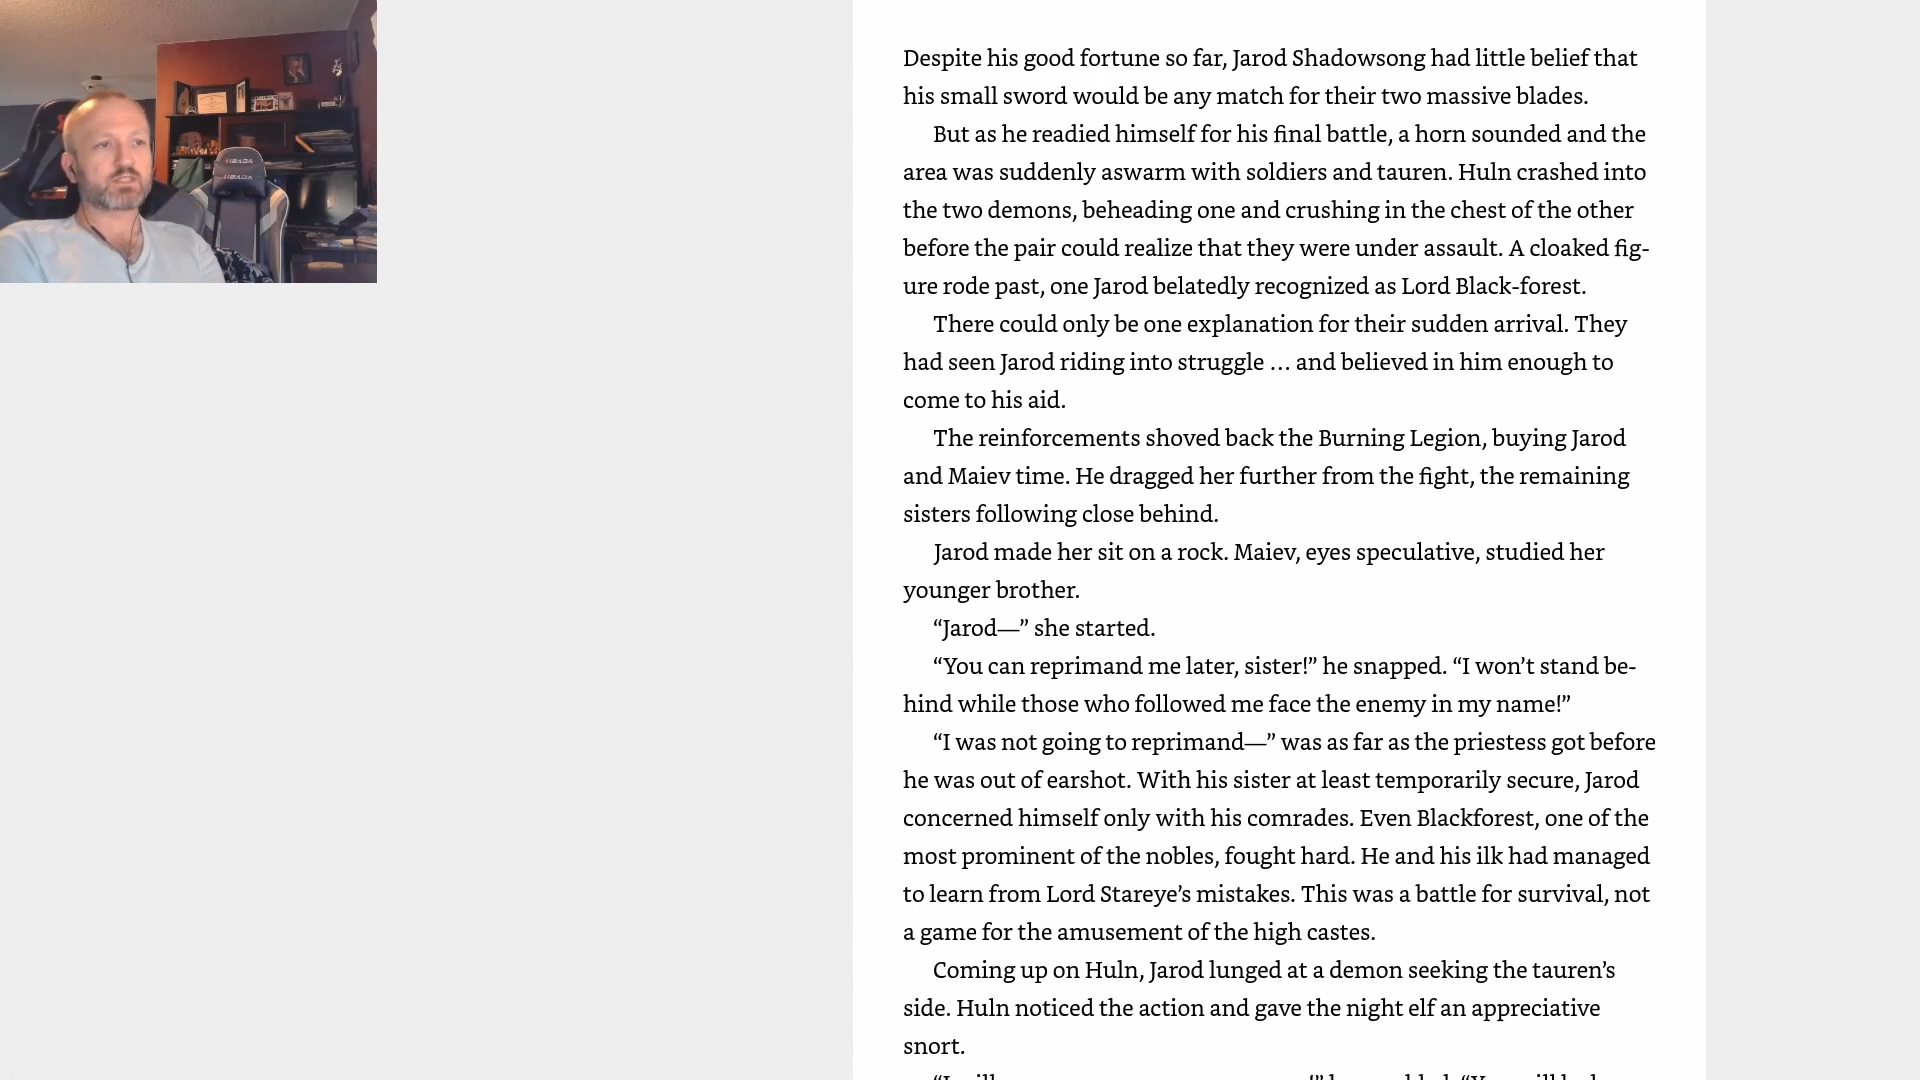 Despite his good fortune so far, Jarod Shadowsong had little belief that
his small sword would be any match for their two massive blades.
But as he readied himself for his final battle, a horn sounded and the
area was suddenly aswarm with soldiers and tauren. Huln crashed into
the two demons, beheading one and crushing in the chest of the other
before the pair could realize that they were under assault. A cloaked fig-
ure rode past, one Jarod belatedly recognized as Lord Black-forest.
There could only be one explanation for their sudden arrival. They
had seen Jarod riding into struggle … and believed in him enough to
come to his aid.
The reinforcements shoved back the Burning Legion, buying Jarod
and Maiev time. He dragged her further from the fight, the remaining
sisters following close behind.
Jarod made her sit on a rock. Maiev, eyes speculative, studied her
younger brother.
“Jarod—” she started.
“You can reprimand me later, sister!” he snapped. “I won’t stand be-
hind while those who followed me face the enemy in my name!”
“I was not going to reprimand—” was as far as the priestess got before
he was out of earshot. With his sister at least temporarily secure, Jarod
concerned himself only with his comrades. Even Blackforest, one of the
most prominent of the nobles, fought hard. He and his ilk had managed
to learn from Lord Stareye’s mistakes. This was a battle for survival, not
a game for the amusement of the high castes.
Coming up on Huln, Jarod lunged at a demon seeking the tauren’s
side. Huln noticed the action and gave the night elf an appreciative
snort.